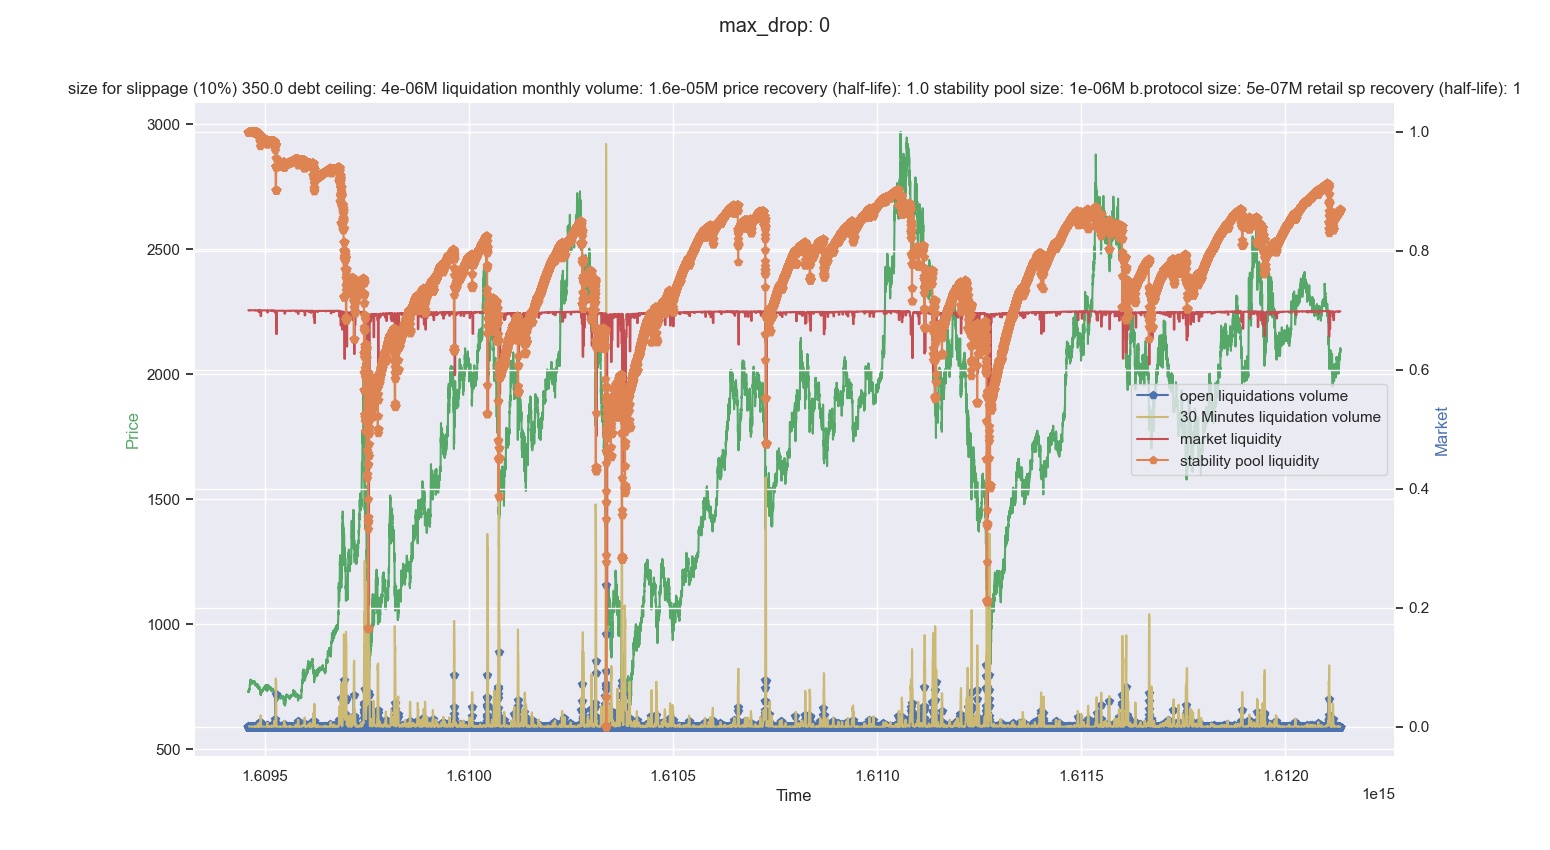 max_drop: 0
size for slippage (10%) 350.0 debt ceiling: 4e-06M liquidation monthly volume: 1.6e-05M price recovery (half-life): 1.0 stability pool size: 1e-06M b.protocol size: 5e-07M retail sp recovery (half-life): 1
3000
2500
2000
1500
1000
500
Price
1.0
0.8
0.6
0.4
0.2
0.0
Market
open liquidations volume
30 Minutes liquidation volume
market liquidity
stability pool liquidity
1.6095
1.6100
1.6105
1.6110
1.6115
1.6120
Time
1e15